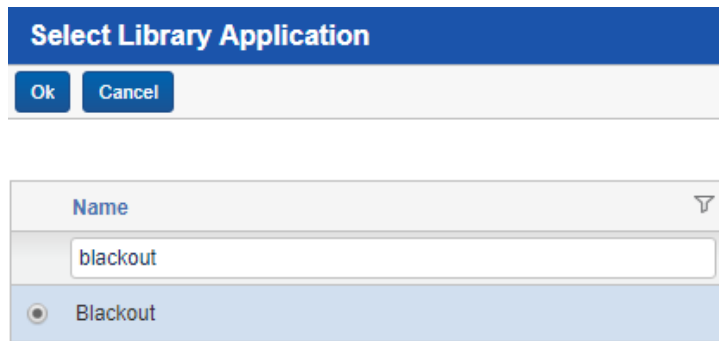 Select Library Application
Ok Cancel
Name
blackout
Blackout